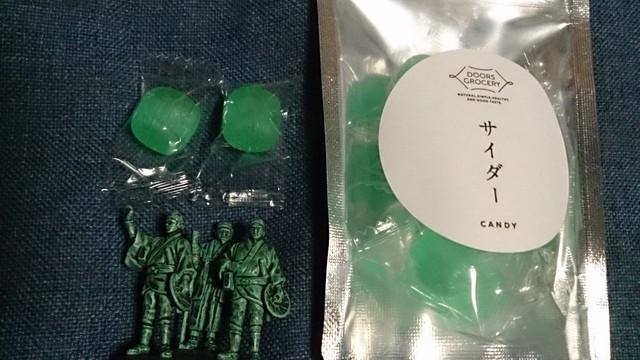 DOORS
GROCERY
NATURAL, SIMPLE, HEALTHY,
AND GOOD TASTE.
サイダー
CANDY